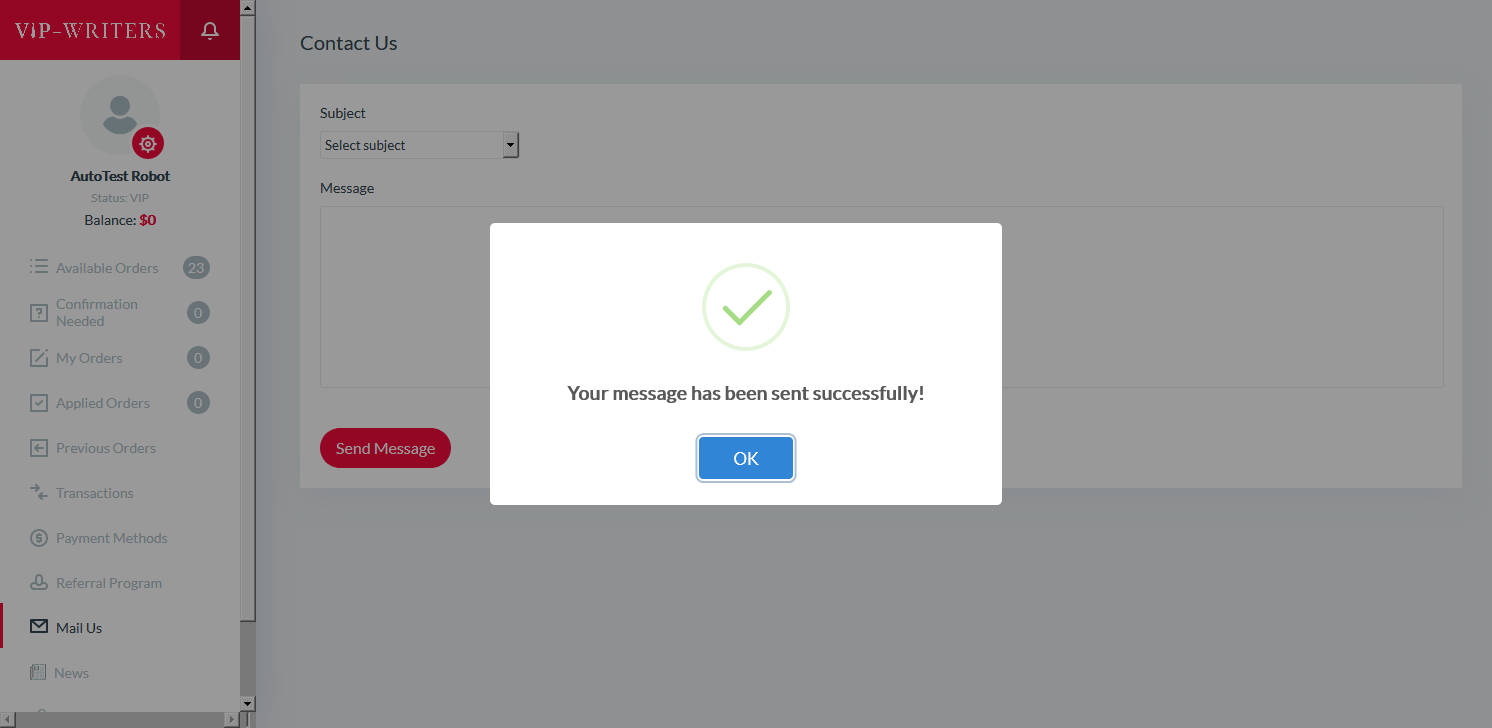 VIP-WRITERS
AutoTest Robot
Status: VIP
Balance: $0
Available Orders 23
Confirmation
Needed 0
My Orders 0
Applied Orders 0
Previous Orders
Transactions
Payment Methods
Referral Program
Mail Us
News
Contact Us
Subject
Select subject
Message
Send Message
Your message has been sent successfully!
OK